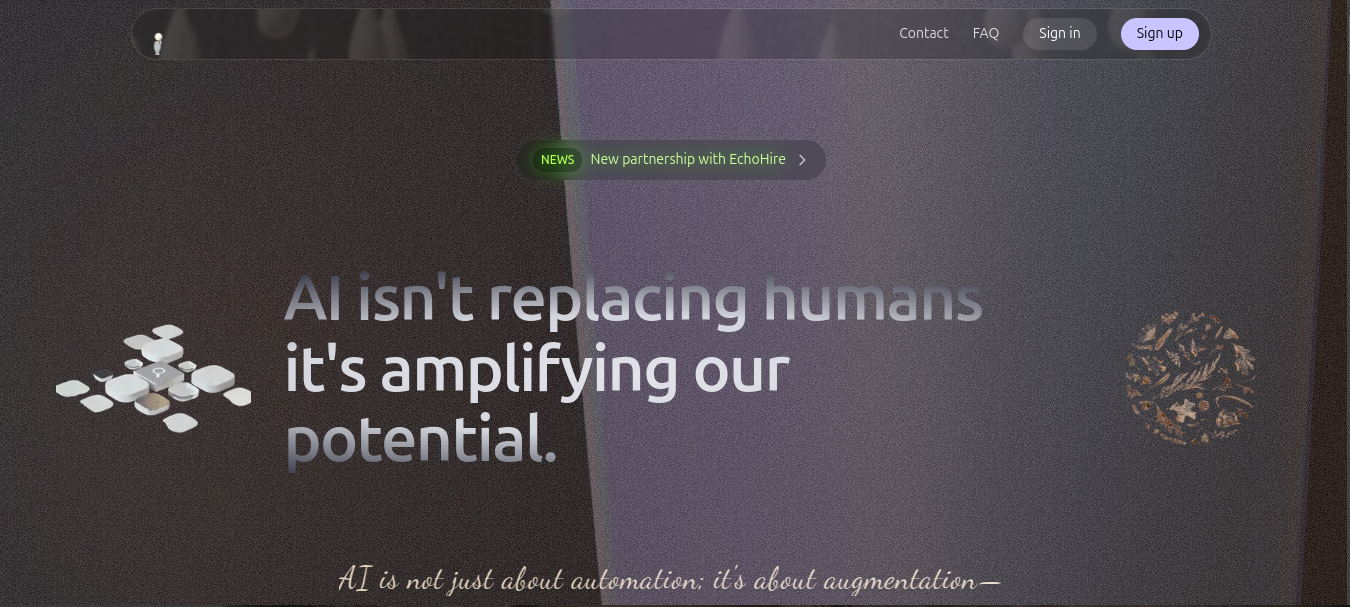 Contact FAQ Sign in Sign up
NEWS New partnership with EchoHire
AI isn't replacing humans
it's amplifying our
potential.
AI is not just about automation; it's about augmentation—